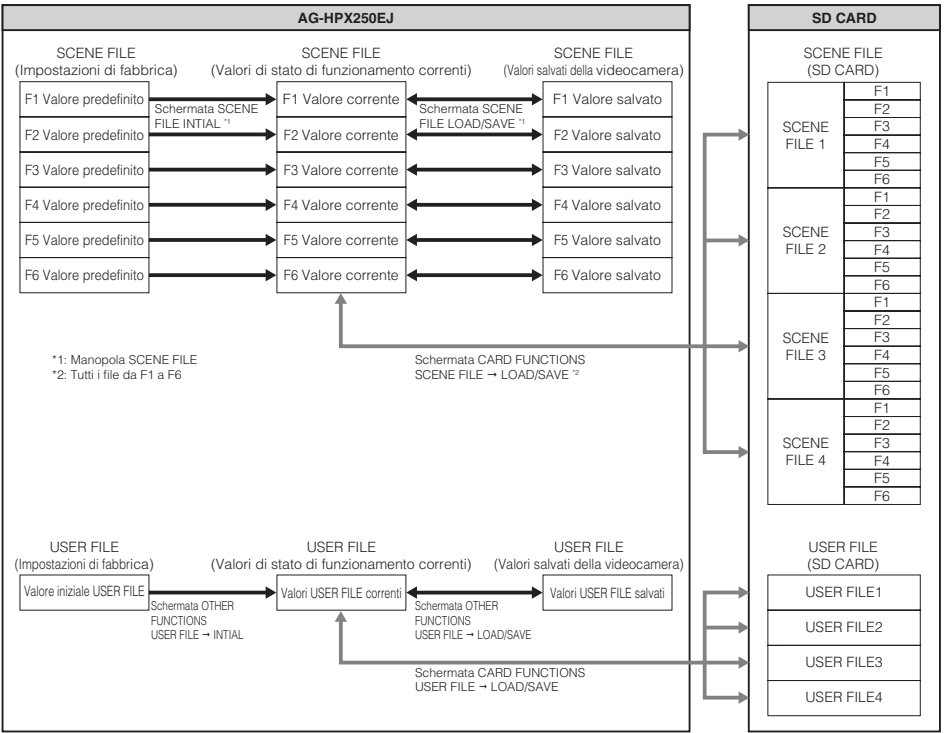 AG-HPX250EJ
SD CARD
SCENE FILE
(Impostazioni di fabbrica)
SCENE FILE
(Valori di stato di funzionamento correnti)
SCENE FILE
(Valori salvati della videocamera)
SCENE FILE
(SD CARD)
F1 Valore predefinito
F2 Valore predefinito
F3 Valore predefinito
F4 Valore predefinito
F5 Valore predefinito
F6 Valore predefinito
Schermata SCENE
FILE INTIAL *1
F1 Valore corrente
F2 Valore corrente
F3 Valore corrente
F4 Valore corrente
F5 Valore corrente
F6 Valore corrente
Schermata SCENE
FILE LOAD/SAVE *1
F1 Valore salvato
F2 Valore salvato
F3 Valore salvato
F4 Valore salvato
F5 Valore salvato
F6 Valore salvato
SCENE
FILE 1
F1
F2
F3
F4
F5
F6
SCENE
FILE 2
F1
F2
F3
F4
F5
F6
SCENE
FILE 3
F1
F2
F3
F4
F5
F6
SCENE
FILE 4
F1
F2
F3
F4
F5
F6
*1: Manopola SCENE FILE
*2: Tutti i file da F1 a F6
Schermata CARD FUNCTIONS
SCENE FILE → LOAD/SAVE *2
USER FILE
(Impostazioni di fabbrica)
USER FILE
(Valori di stato di funzionamento correnti)
USER FILE
(Valori salvati della videocamera)
USER FILE
(SD CARD)
Valore iniziale USER FILE
Schermata OTHER
FUNCTIONS
USER FILE → INTIAL
Valori USER FILE correnti
Schermata OTHER
FUNCTIONS
USER FILE → LOAD/SAVE
Valori USER FILE salvati
USER FILE1
USER FILE2
USER FILE3
USER FILE4
Schermata CARD FUNCTIONS
USER FILE → LOAD/SAVE